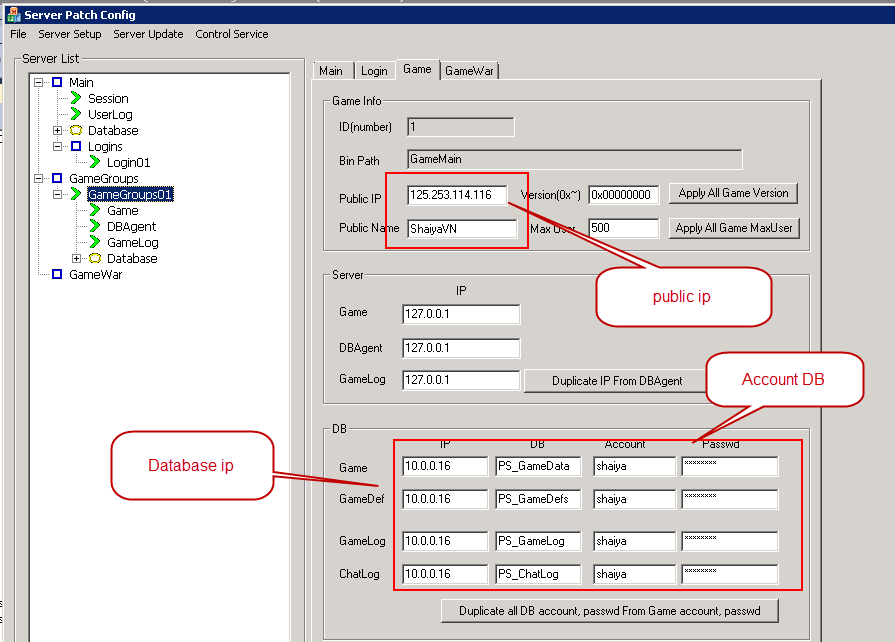 Server Patch Config
File Server Setup Server Update Control Service
Server List
Main
Session
UserLog
Database
Logins
Login01
GameGroups
GameGroups01
Game
DBAgent
GameLog
Database
GameWar
Main Login Game GameWar
Game Info
ID(number) 1
Bin Path GameMain
Public IP 125.253.114.116 Version(0x~) 0x00000000 Apply All Game Version
Public Name ShaiyaVN Max User 500 Apply All Game MaxUser
public ip
Server
IP
Game 127.0.0.1
DBAgent 127.0.0.1
GameLog 127.0.0.1 Duplicate IP From DBAgent
Account DB
Database ip
DB
IP DB Account Passwd
Game 10.0.0.16 PS_GameData shaiya ********
GameDef 10.0.0.16 PS_GameDefs shaiya ********
GameLog 10.0.0.16 PS_GameLog shaiya ********
ChatLog 10.0.0.16 PS_ChatLog shaiya ********
Duplicate all DB account, passwd From Game account, passwd